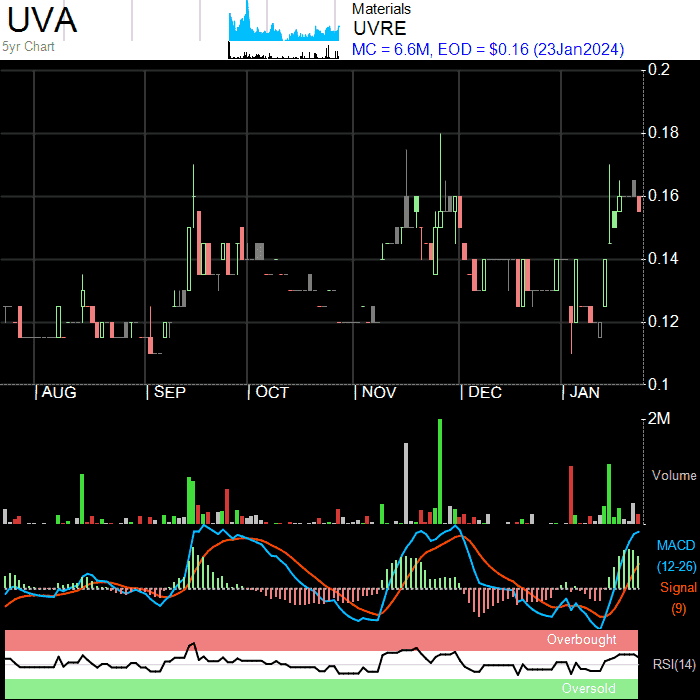 UVA
5yr Chart
Materials
UVRE
MC = 6.6M, EOD = $0.16 (23Jan2024)
0.2
0.18
0.16
0.14
0.12
0.1
AUG
SEP
OCT
NOV
DEC
JAN
2M
Volume
MACD
(12-26)
Signal
(9)
Overbought
RSI(14)
Oversold